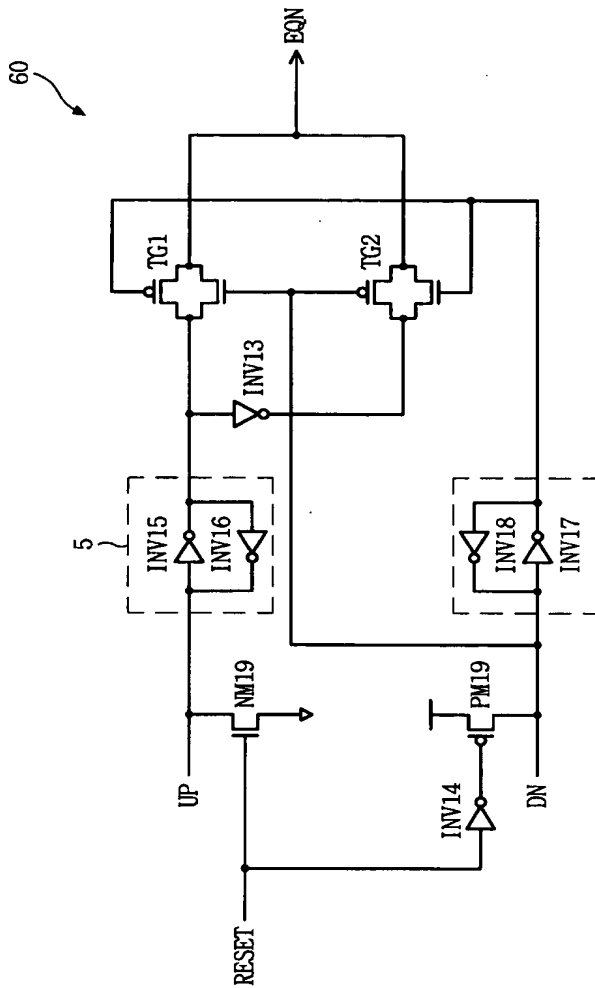 60
EQN
TG1
TG2
INV13
5
INV15
INV16
INV18
INV17
NM19
PM19
UP
INV14
DN
RESET